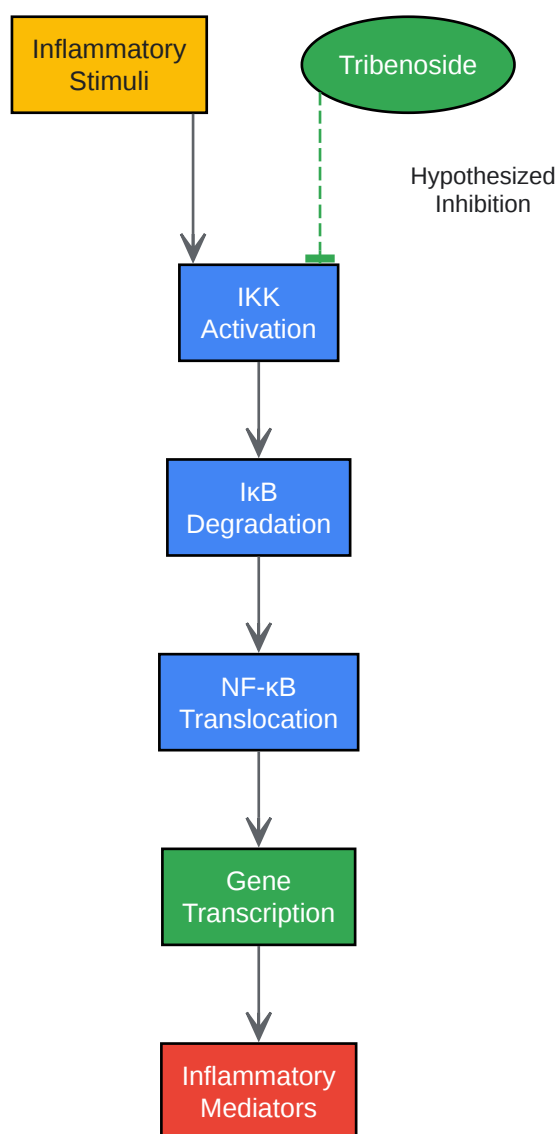 Inflammatory
Stimuli
Tribenoside
Hypothesized
Inhibition
IKK
Activation
IκB
Degradation
NF-κB
Translocation
Gene
Transcription
Inflammatory
Mediators